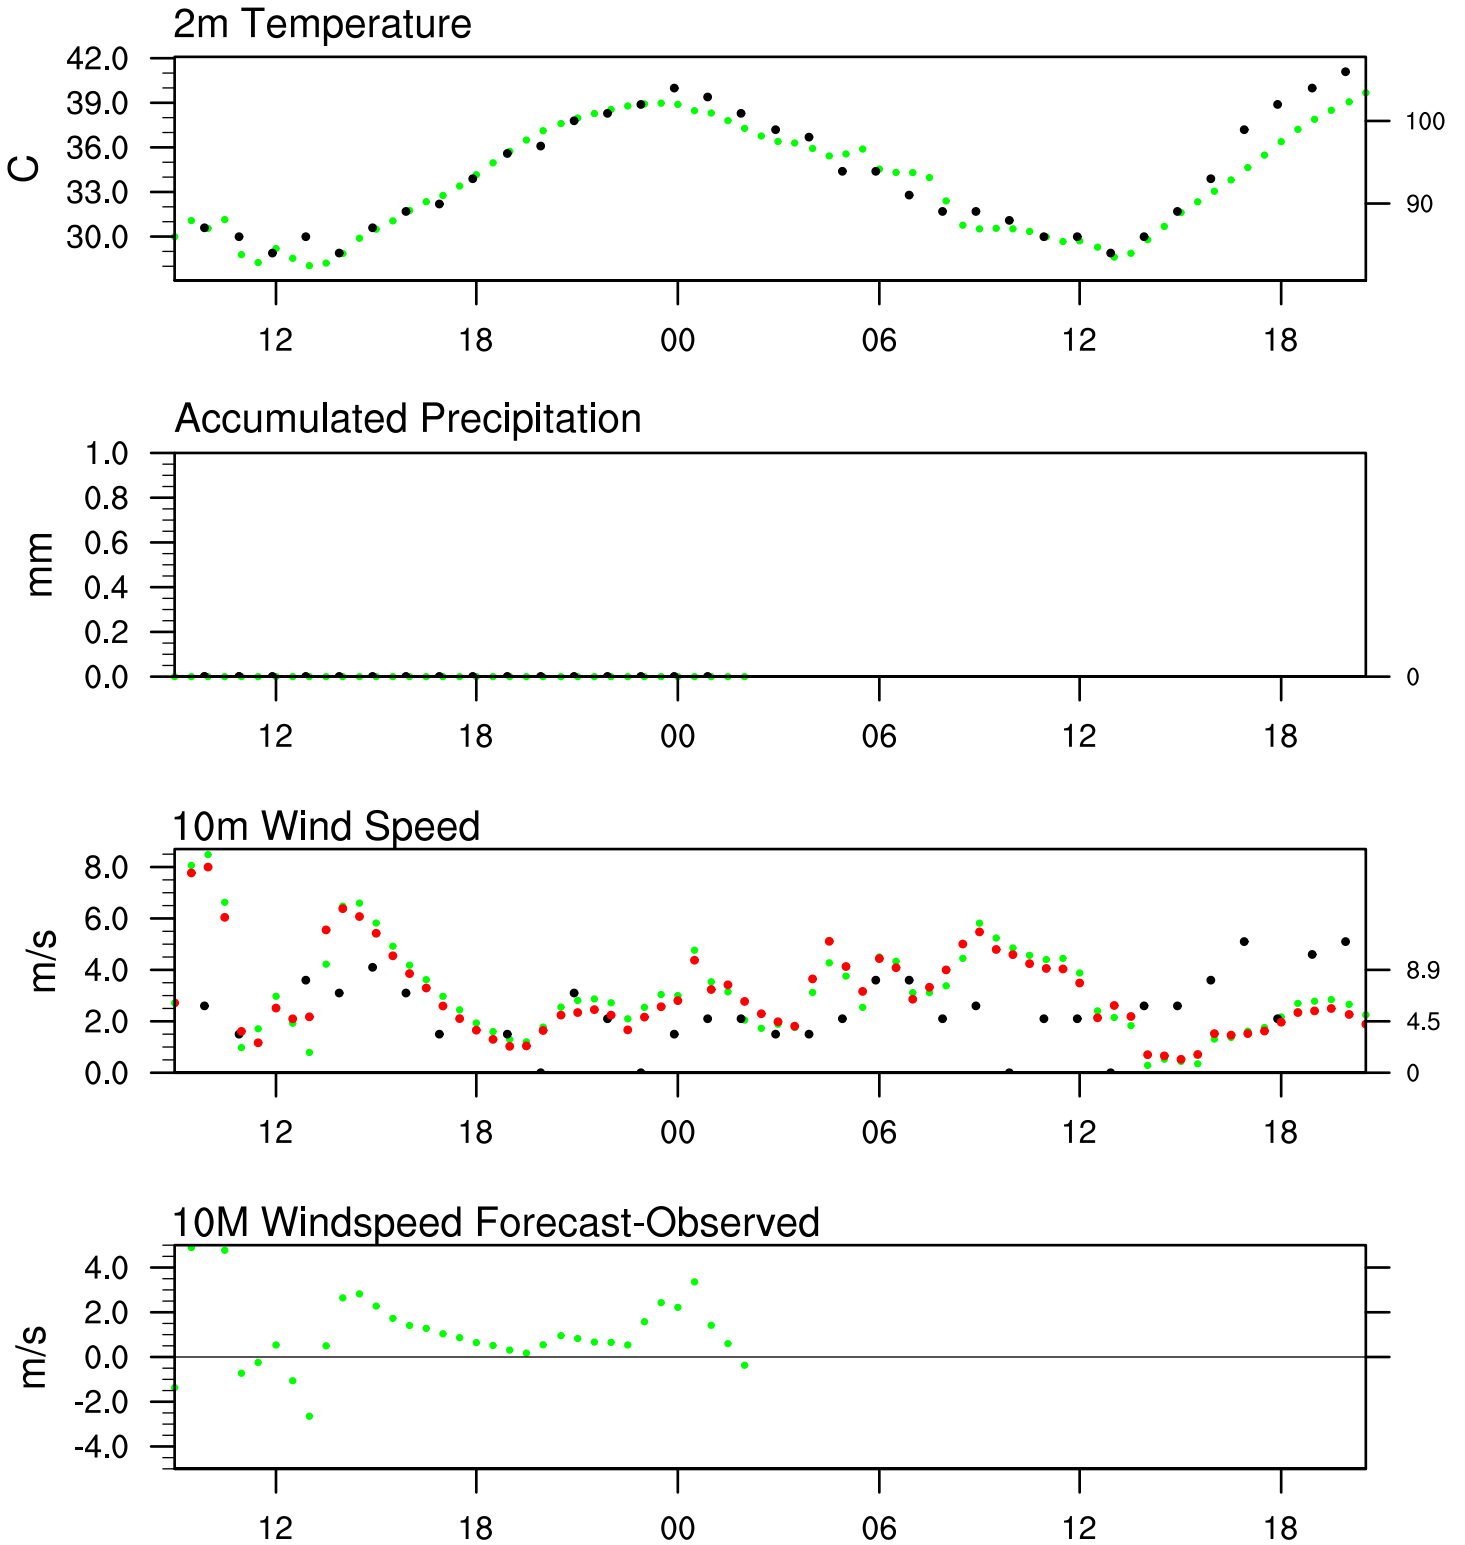 2m Temperature
42.0
39.0
36.0
33.0
30.0
C
100
90
12 18 00 06 12 18
Accumulated Precipitation
1.0
0.8
0.6
0.4
0.2
0.0
mm
0
12 18 00 06 12 18
10m Wind Speed
8.0
6.0
4.0
2.0
0.0
m/s
8.9
4.5
0
12 18 00 06 12 18
10M Windspeed Forecast-Observed
4.0
2.0
0.0
-2.0
-4.0
m/s
12 18 00 06 12 18